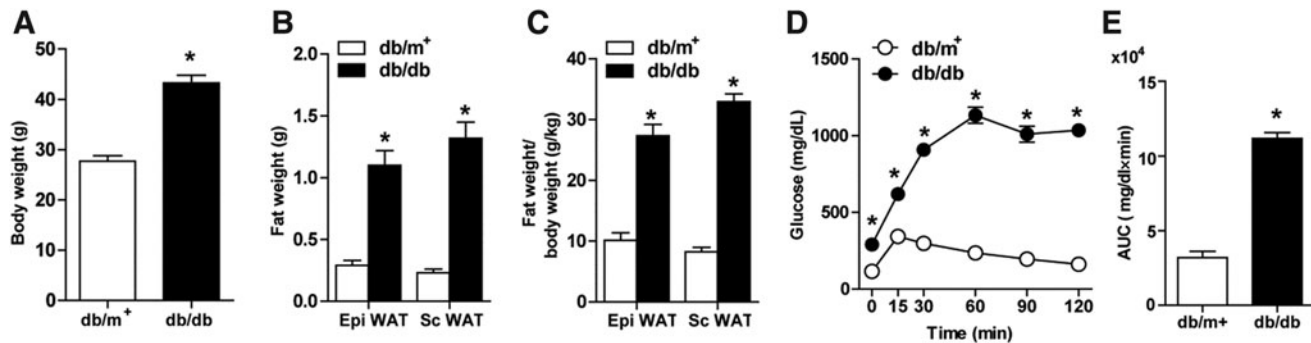 A
Body weight (g)
50
40
30
20
10
0
db/m+
db/db
*
B
db/m+
db/db
Fat weight (g)
2.0
1.5
1.0
0.5
0.0
*
*
Epi WAT
Sc WAT
C
db/m+
db/db
Fat weight/
body weight (g/kg)
40
30
20
10
0
*
*
Epi WAT
Sc WAT
D
db/m+
db/db
Glucose (mg/dL)
1500
1000
500
0
*
*
*
*
*
*
0 15 30 60 90 120
Time (min)
E
x10⁴
AUC ( mg/dl×min)
15
10
5
0
*
db/m+
db/db